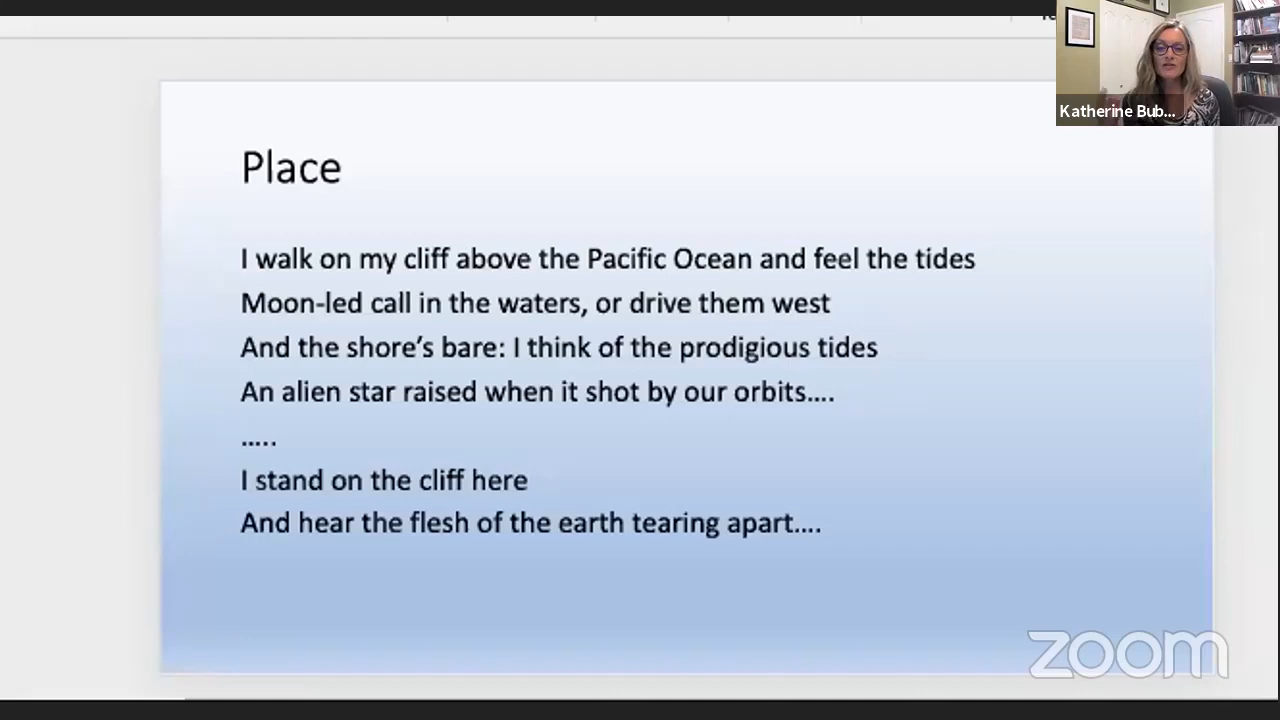 Katherine Bub...
Place
I walk on my cliff above the Pacific Ocean and feel the tides
Moon-led call in the waters, or drive them west
And the shore's bare: I think of the prodigious tides
An alien star raised when it shot by our orbits....
.....
I stand on the cliff here
And hear the flesh of the earth tearing apart....
zoom